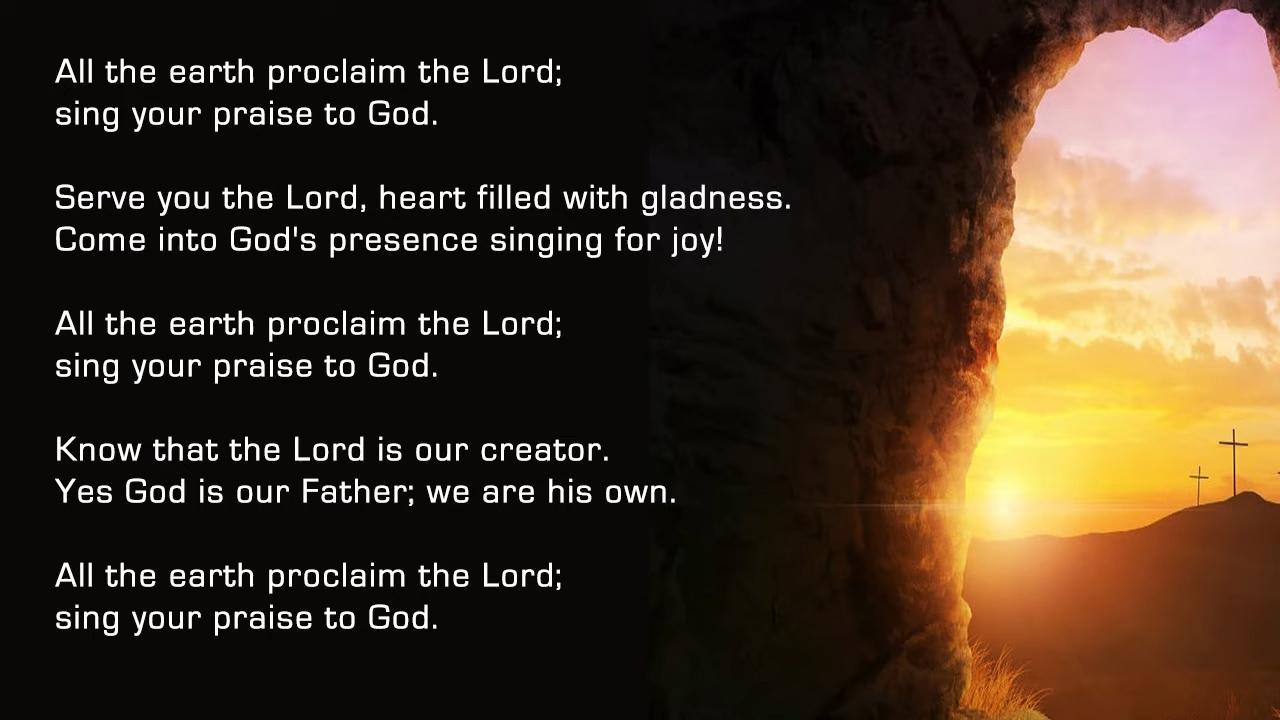 All the earth proclaim the Lord;
sing your praise to God.
Serve you the Lord, heart filled with gladness.
Come into God's presence singing for joy!
All the earth proclaim the Lord;
sing your praise to God.
Know that the Lord is our creator.
Yes God is our Father; we are his own.
All the earth proclaim the Lord;
sing your praise to God.